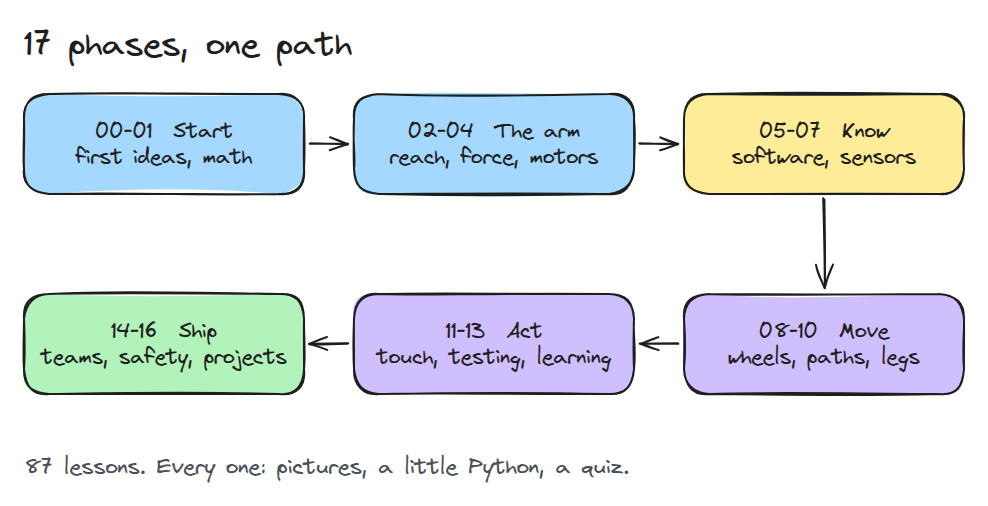 17 phases, one path
00-01 Start
first ideas, math
02-04 The arm
reach, force, motors
05-07 Know
software, sensors
08-10 Move
wheels, paths, legs
11-13 Act
touch, testing, learning
14-16 Ship
teams, safety, projects
87 lessons. Every one: pictures, a little Python, a quiz.